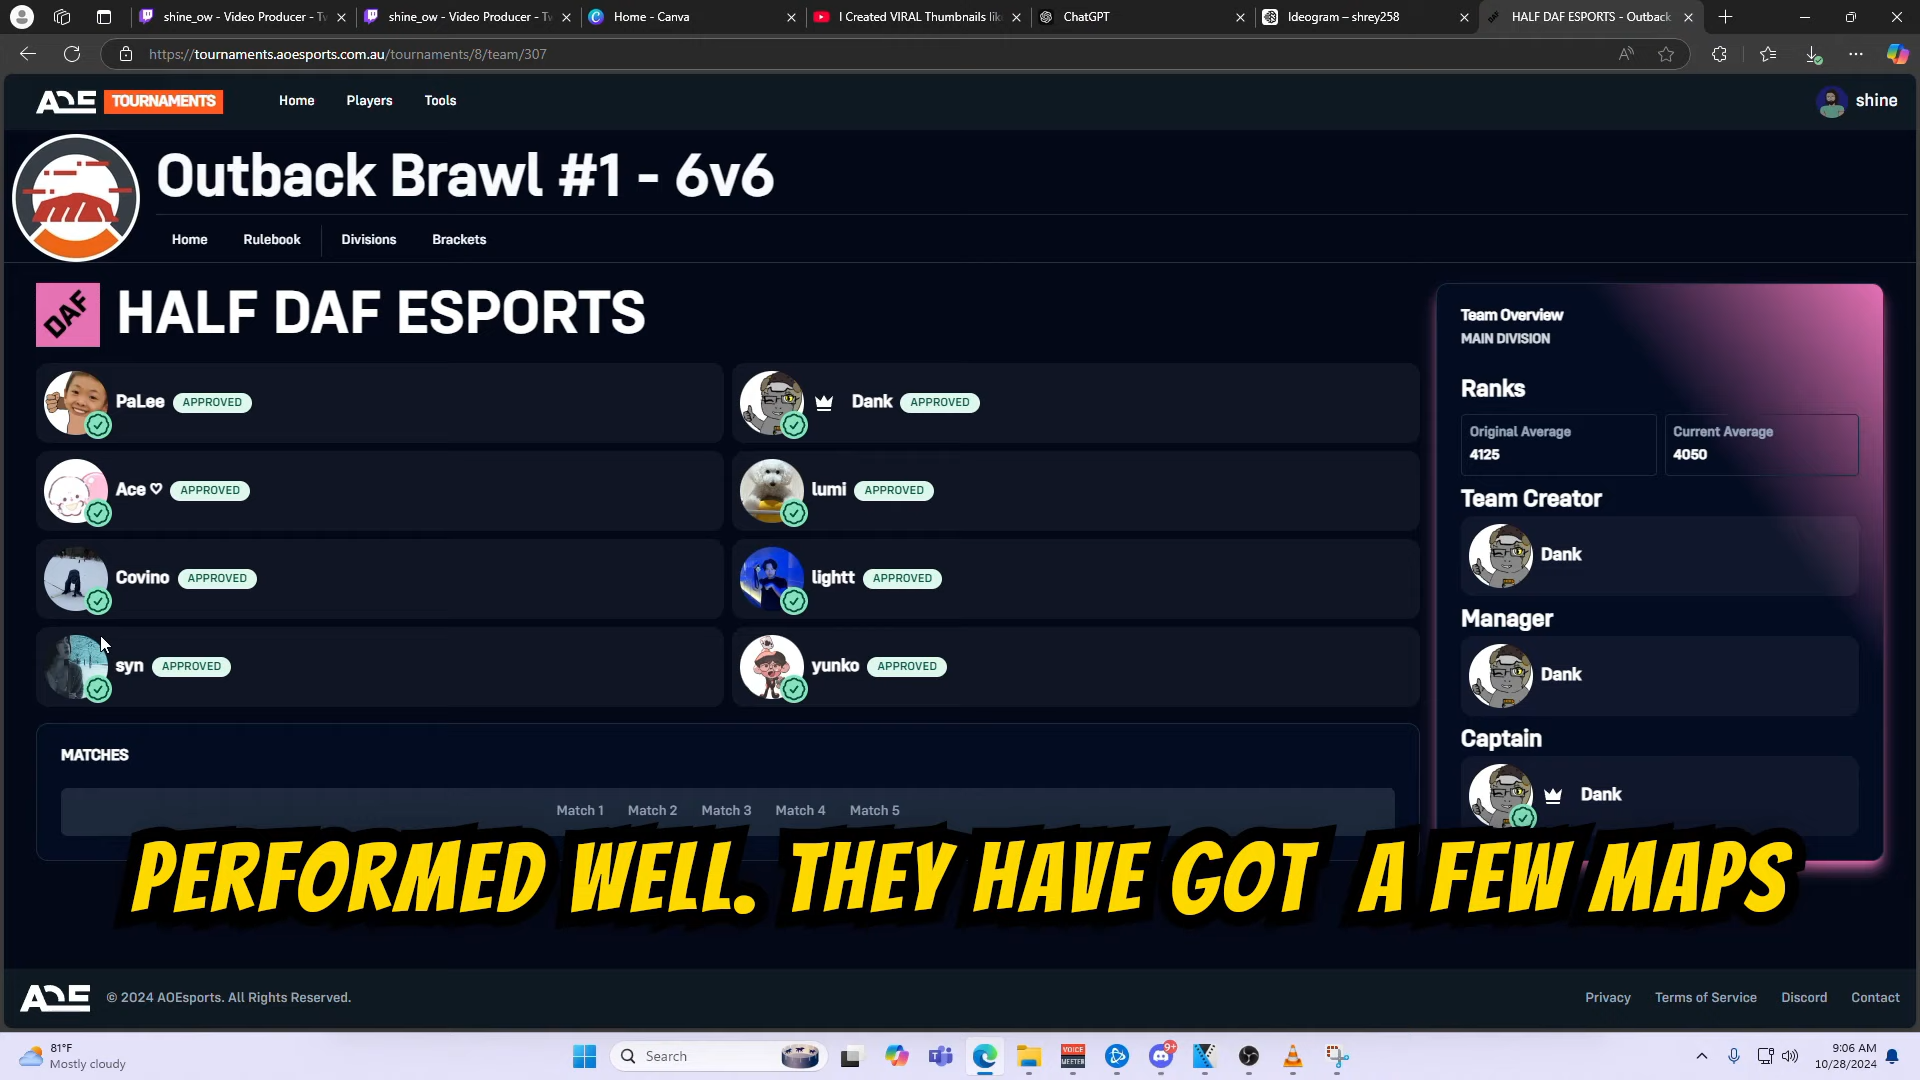 shine_ow - Video Producer - Tw
shine_ow - Video Producer - Tw
Home - Canva
I Created VIRAL Thumbnails lik
ChatGPT
Ideogram – shrey258
HALF DAF ESPORTS - Outback
https://tournaments.aoesports.com.au/tournaments/8/team/307
AOE TOURNAMENTS
Home
Players
Tools
shine
Outback Brawl #1 - 6v6
Home
Rulebook
Divisions
Brackets
DAF
HALF DAF ESPORTS
PaLee APPROVED
Dank APPROVED
Ace ♡ APPROVED
lumi APPROVED
Covino APPROVED
lightt APPROVED
syn APPROVED
yunko APPROVED
MATCHES
Match 1 Match 2 Match 3 Match 4 Match 5
Team Overview
MAIN DIVISION
Ranks
Original Average
4125
Current Average
4050
Team Creator
Dank
Manager
Dank
Captain
Dank
PERFORMED WELL. THEY HAVE GOT A FEW MAPS
AOE © 2024 AOEsports. All Rights Reserved.
Privacy
Terms of Service
Discord
Contact
81°F
Mostly cloudy
Search
VOICE
MEETER
9+
9:06 AM
10/28/2024